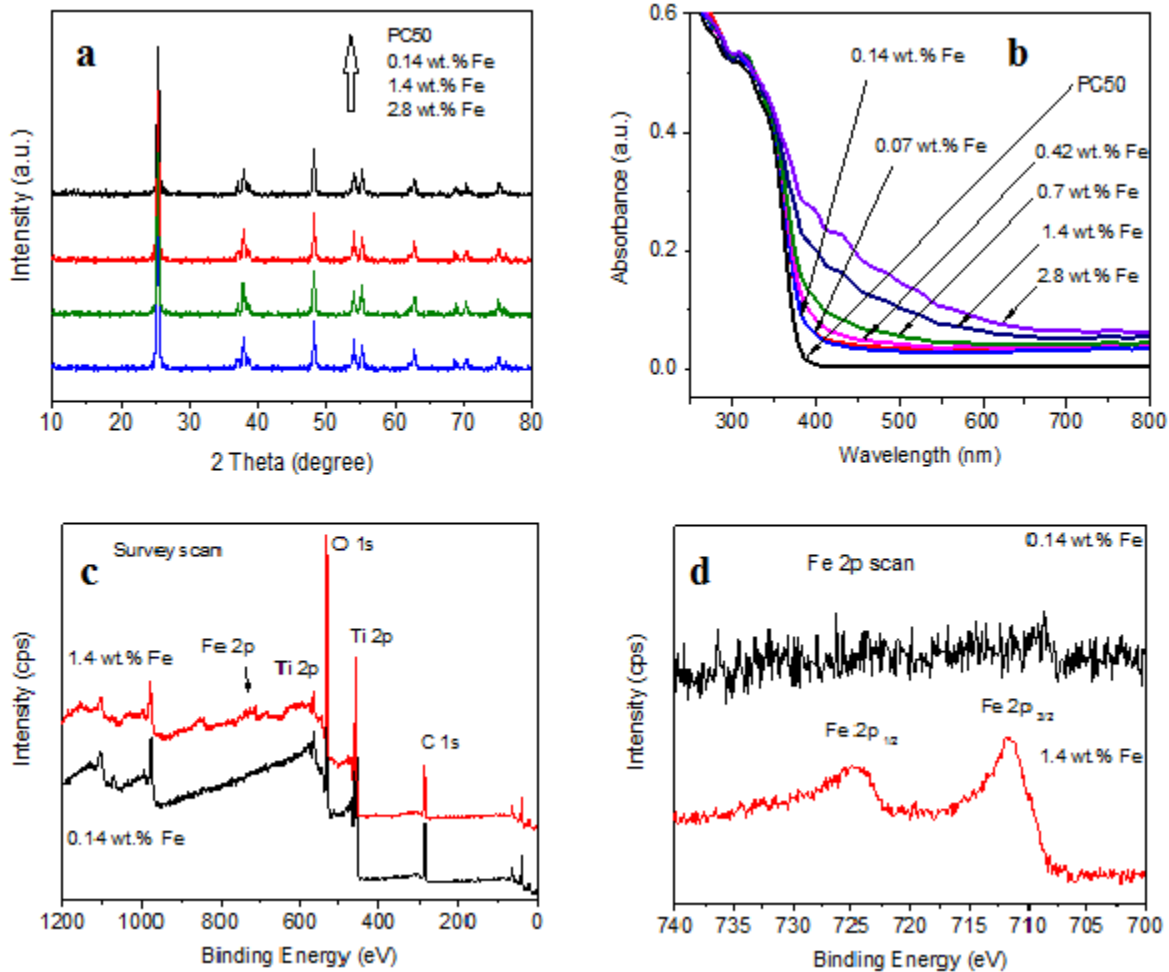 a
PC50
0.14 wt.% Fe
1.4 wt.% Fe
2.8 wt.% Fe
Intensity (a.u.)
10 20 30 40 50 60 70 80
2 Theta (degree)
b
0.14 wt.% Fe
PC50
0.07 wt.% Fe
0.42 wt.% Fe
0.7 wt.% Fe
1.4 wt.% Fe
2.8 wt.% Fe
Absorbance (a.u.)
0.6
0.4
0.2
0.0
300 400 500 600 700 800
Wavelength (nm)
c
Survey scan
O 1s
Ti 2p
Fe 2p
Ti 2p
1.4 wt.% Fe
C 1s
0.14 wt.% Fe
Intensity (cps)
1200 1000 800 600 400 200 0
Binding Energy (eV)
d
0.14 wt.% Fe
Fe 2p scan
Fe 2p 3/2
Fe 2p 1/2
1.4 wt.% Fe
Intensity (cps)
740 735 730 725 720 715 710 705 700
Binding Energy (eV)